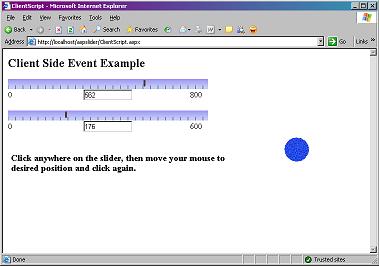 ClientScript - Microsoft Internet Explorer
File Edit View Favorites Tools Help
Back Search Favorites
Address http://localhost/aspslider/ClientScript.aspx Go Links »
Client Side Event Example
0 562 800
0 176 600
Click anywhere on the slider, then move your mouse to
desired position and click again.
Done Trusted sites